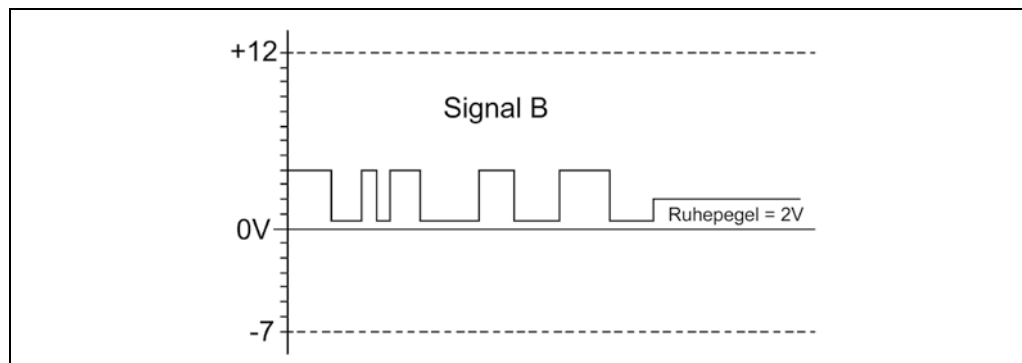 +12
Signal B
Ruhepegel = 2V
0V
-7